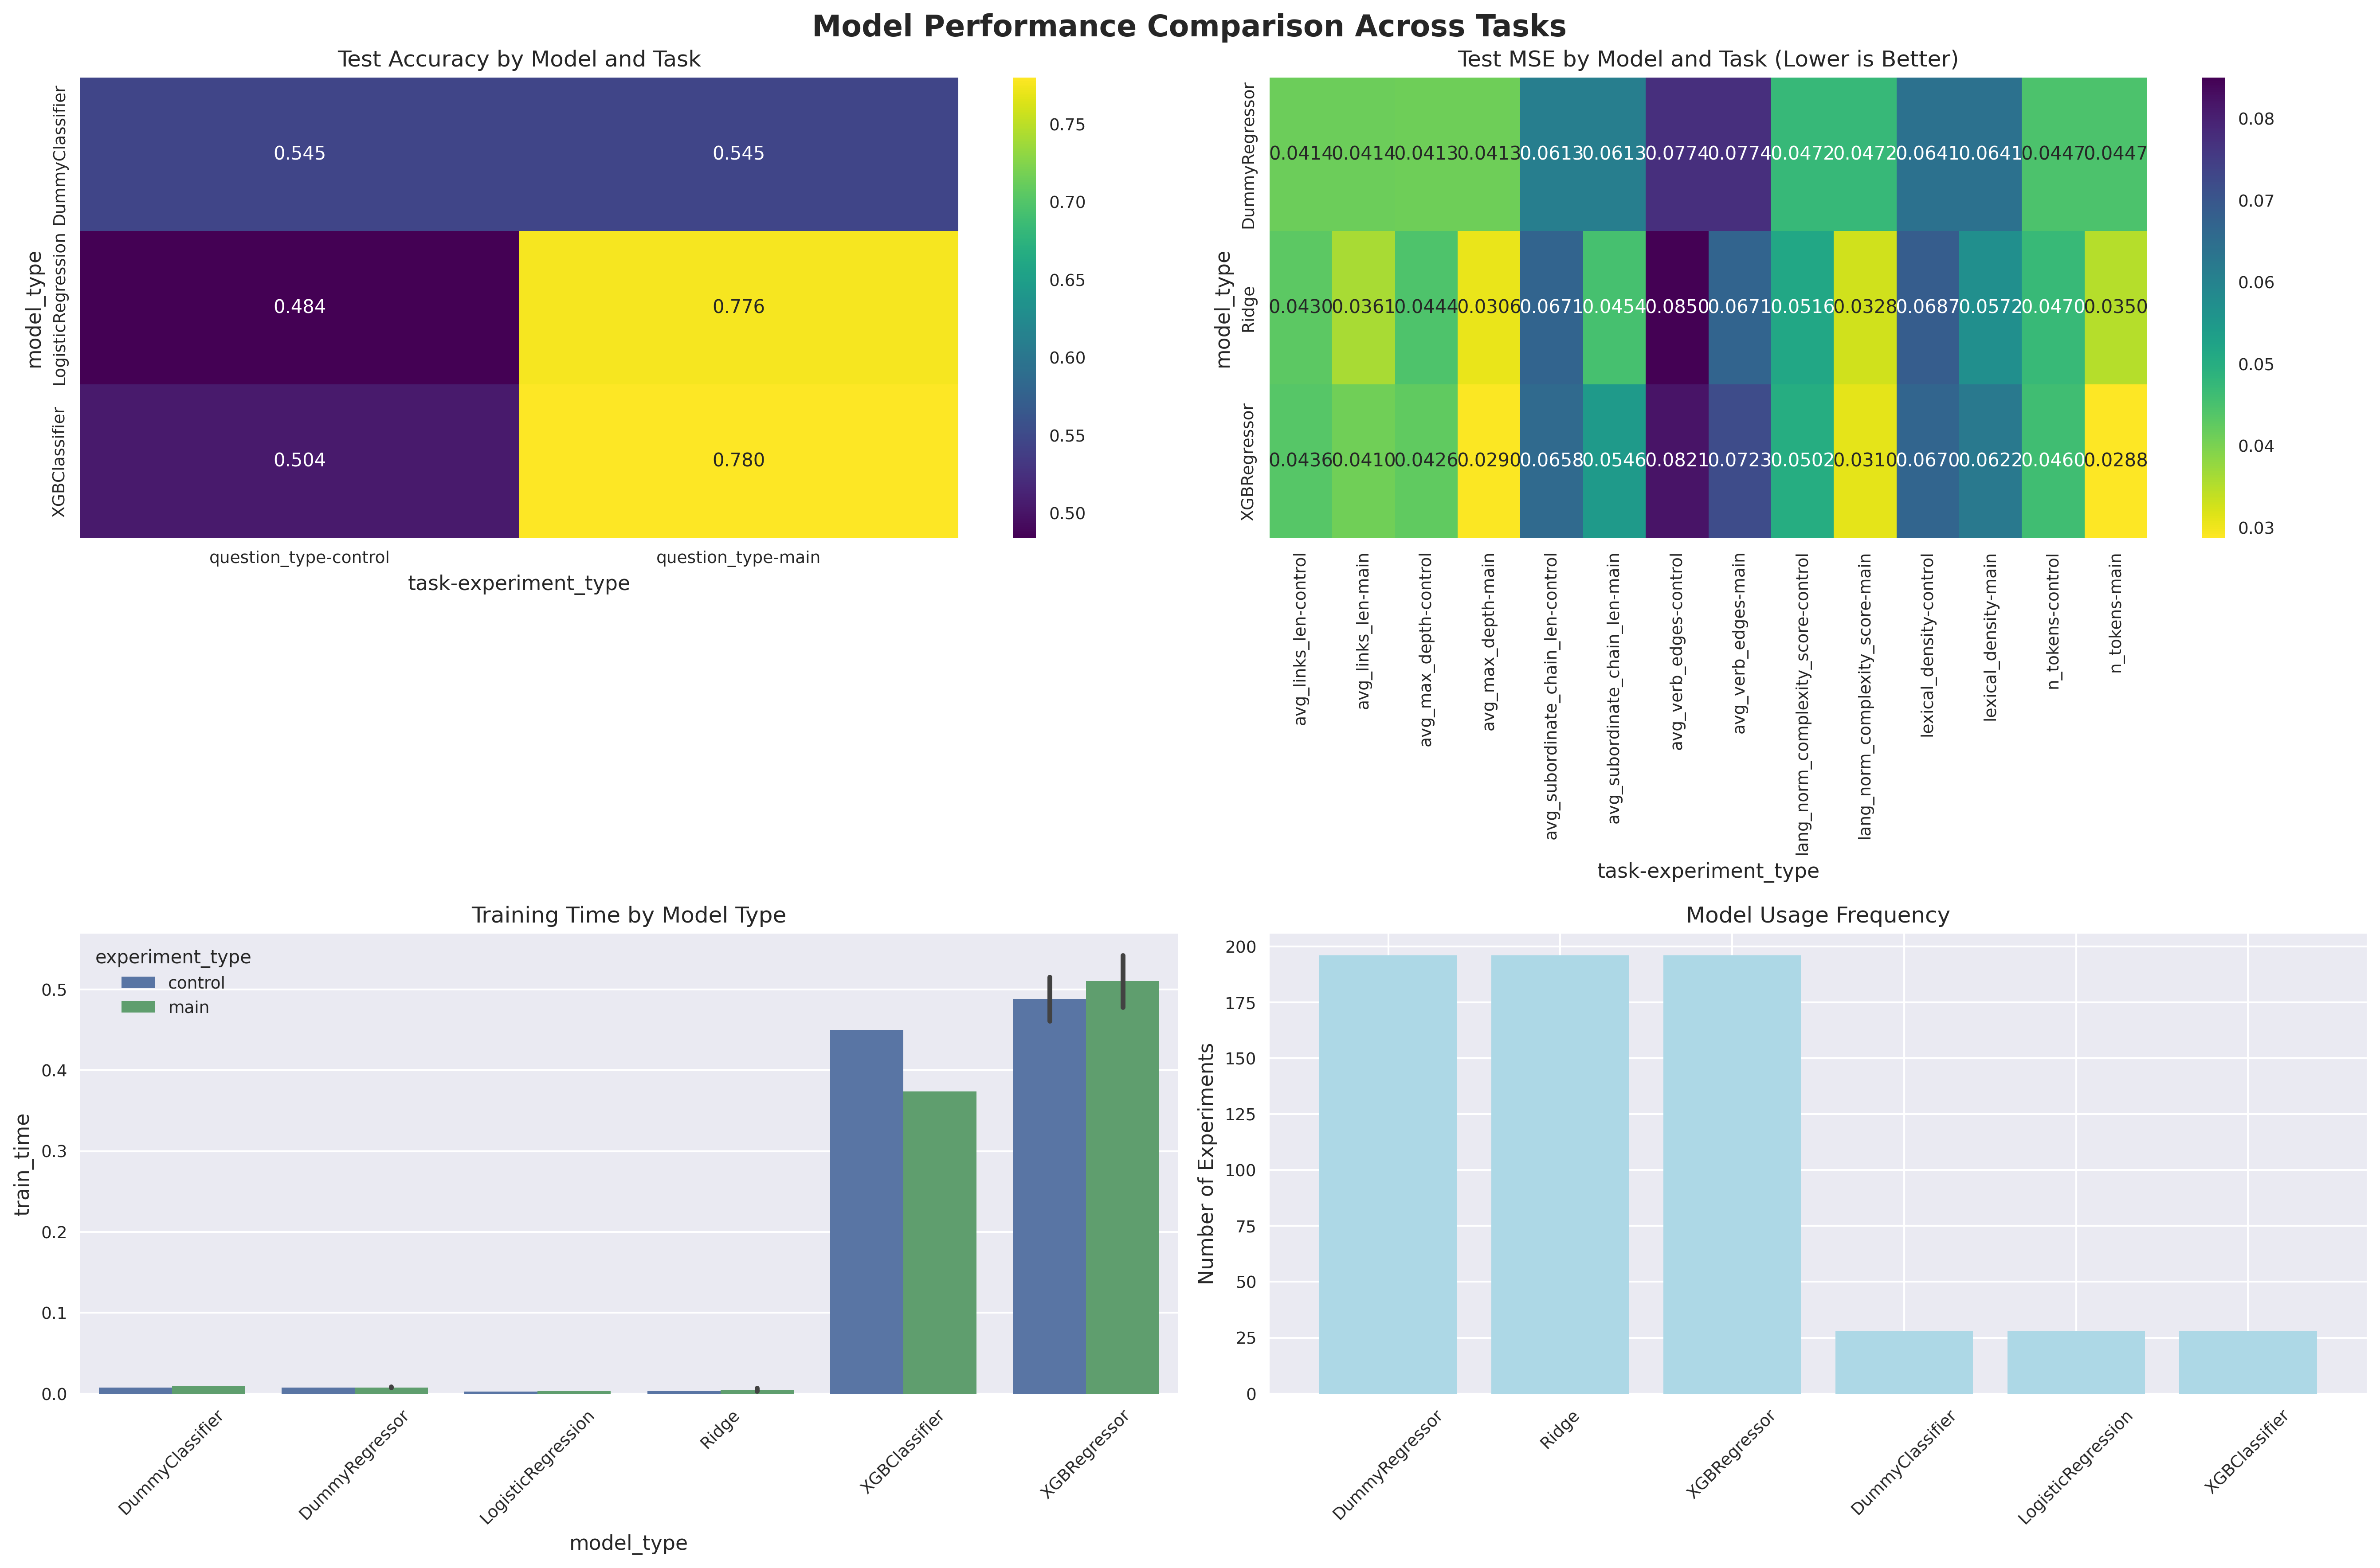 Model Performance Comparison Across Tasks
Test Accuracy by Model and Task
model_type
DummyClassifier
LogisticRegression
XGBClassifier
0.545 0.545
0.484 0.776
0.504 0.780
question_type-control question_type-main
task-experiment_type
0.75
0.70
0.65
0.60
0.55
0.50
Test MSE by Model and Task (Lower is Better)
model_type
DummyRegressor
Ridge
XGBRegressor
0.0414 0.0414 0.0413 0.0413 0.0613 0.0613 0.0774 0.0774 0.0472 0.0472 0.0641 0.0641 0.0447 0.0447
0.0430 0.0361 0.0444 0.0306 0.0671 0.0454 0.0850 0.0671 0.0516 0.0328 0.0687 0.0572 0.0470 0.0350
0.0436 0.0410 0.0426 0.0290 0.0658 0.0546 0.0821 0.0723 0.0502 0.0310 0.0670 0.0622 0.0460 0.0288
avg_links_len-control
avg_links_len-main
avg_max_depth-control
avg_max_depth-main
avg_subordinate_chain_len-control
avg_subordinate_chain_len-main
avg_verb_edges-control
avg_verb_edges-main
lang_norm_complexity_score-control
lang_norm_complexity_score-main
lexical_density-control
lexical_density-main
n_tokens-control
n_tokens-main
task-experiment_type
0.08
0.07
0.06
0.05
0.04
0.03
Training Time by Model Type
experiment_type
control
main
train_time
0.5
0.4
0.3
0.2
0.1
0.0
DummyClassifier
DummyRegressor
LogisticRegression
Ridge
XGBClassifier
XGBRegressor
model_type
Model Usage Frequency
Number of Experiments
200
175
150
125
100
75
50
25
0
DummyRegressor
Ridge
XGBRegressor
DummyClassifier
LogisticRegression
XGBClassifier